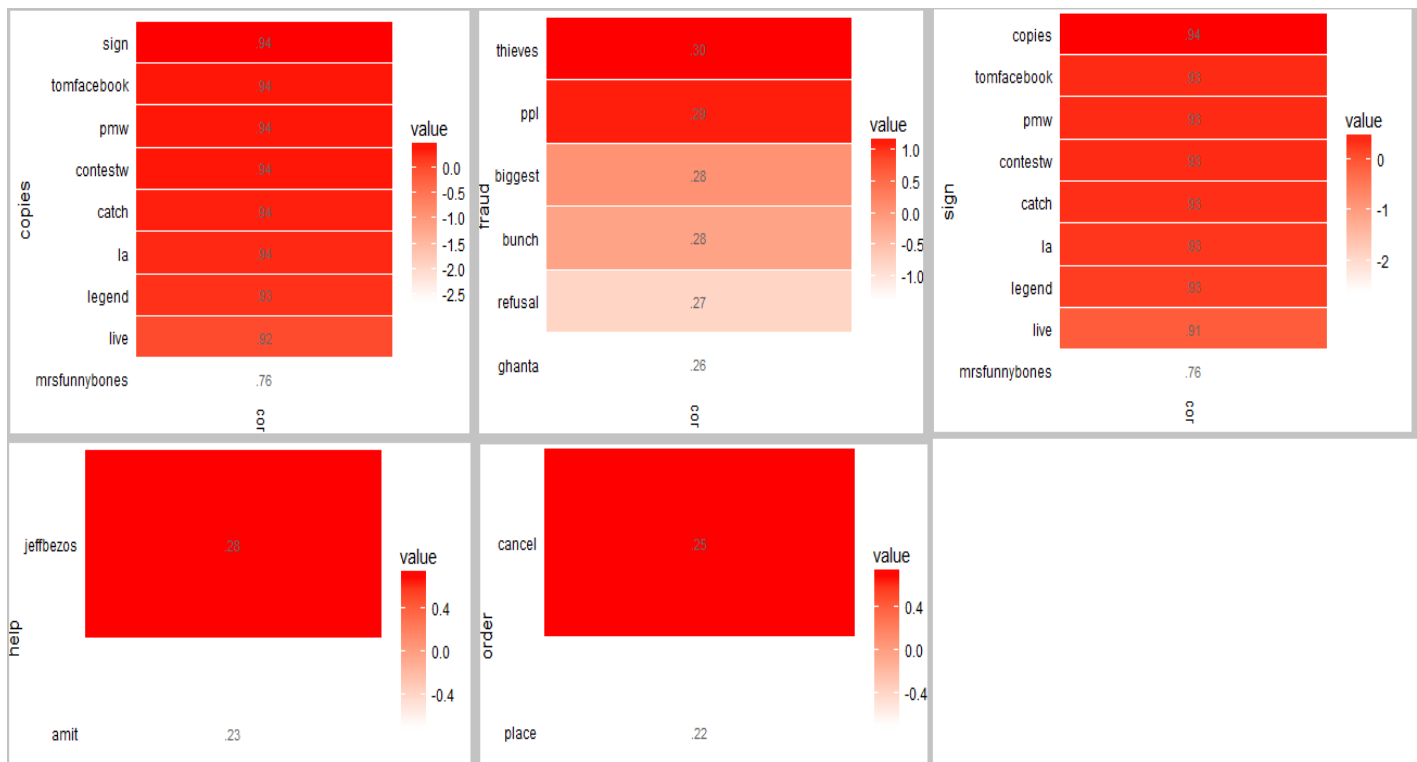 copies
sign .94
tomfacebook .94
pmw .94
contestw .94
catch .94
la .94
legend .93
live .92
mrsfunnybones .76
cor
value
0.0
-0.5
-1.0
-1.5
-2.0
-2.5
fraud
thieves .30
ppl .29
biggest .28
bunch .28
refusal .27
ghanta .26
cor
value
1.0
0.5
0.0
-0.5
-1.0
sign
copies .94
tomfacebook .93
pmw .93
contestw .93
catch .93
la .93
legend .93
live .91
mrsfunnybones .76
cor
value
0
-1
-2
help
jeffbezos .28
amit .23
value
0.4
0.0
-0.4
order
cancel .25
place .22
value
0.4
0.0
-0.4